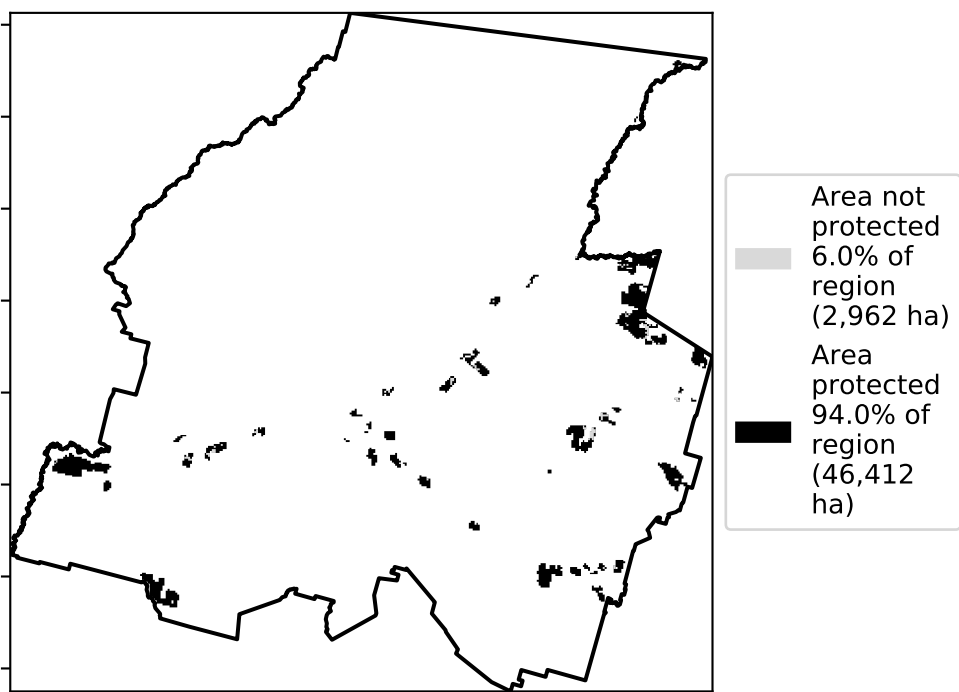 Area not
protected
6.0% of
region
(2,962 ha)
Area
protected
94.0% of
region
(46,412
ha)